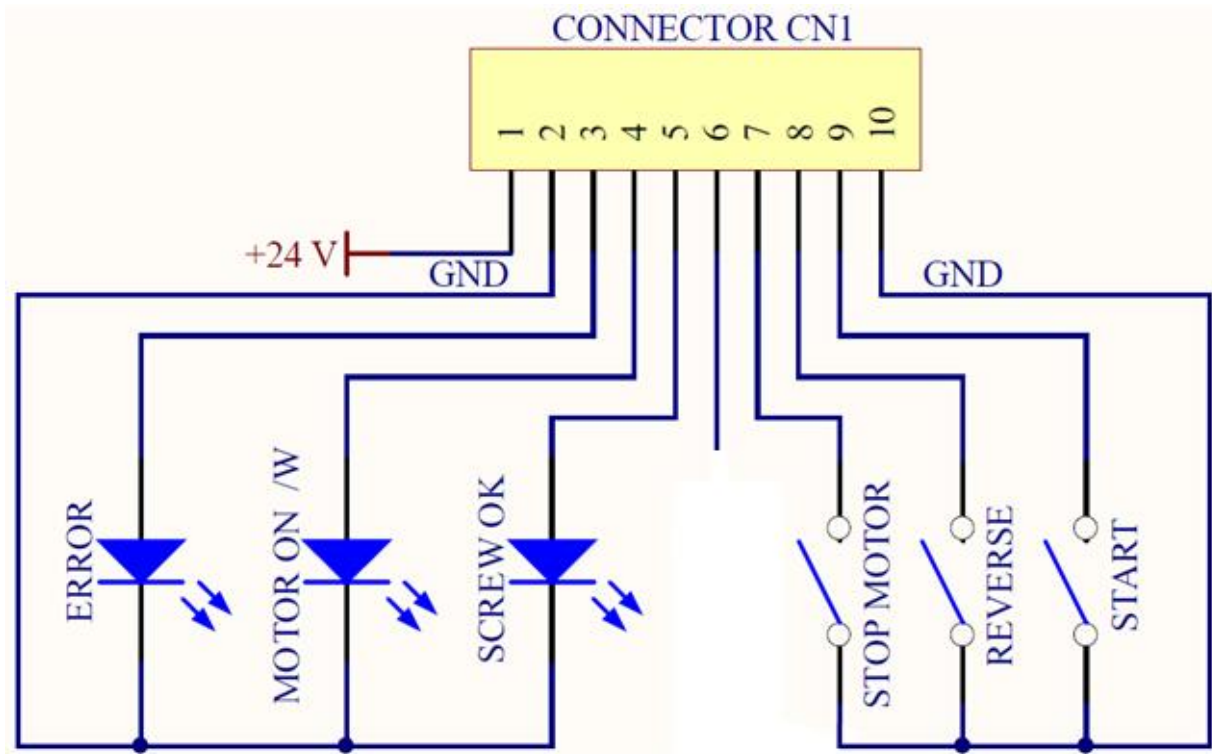 CONNECTOR CN1
1 2 3 4 5 6 7 8 9 10
+24 V
GND
GND
ERROR
MOTOR ON /W
SCREW OK
STOP MOTOR
REVERSE
START